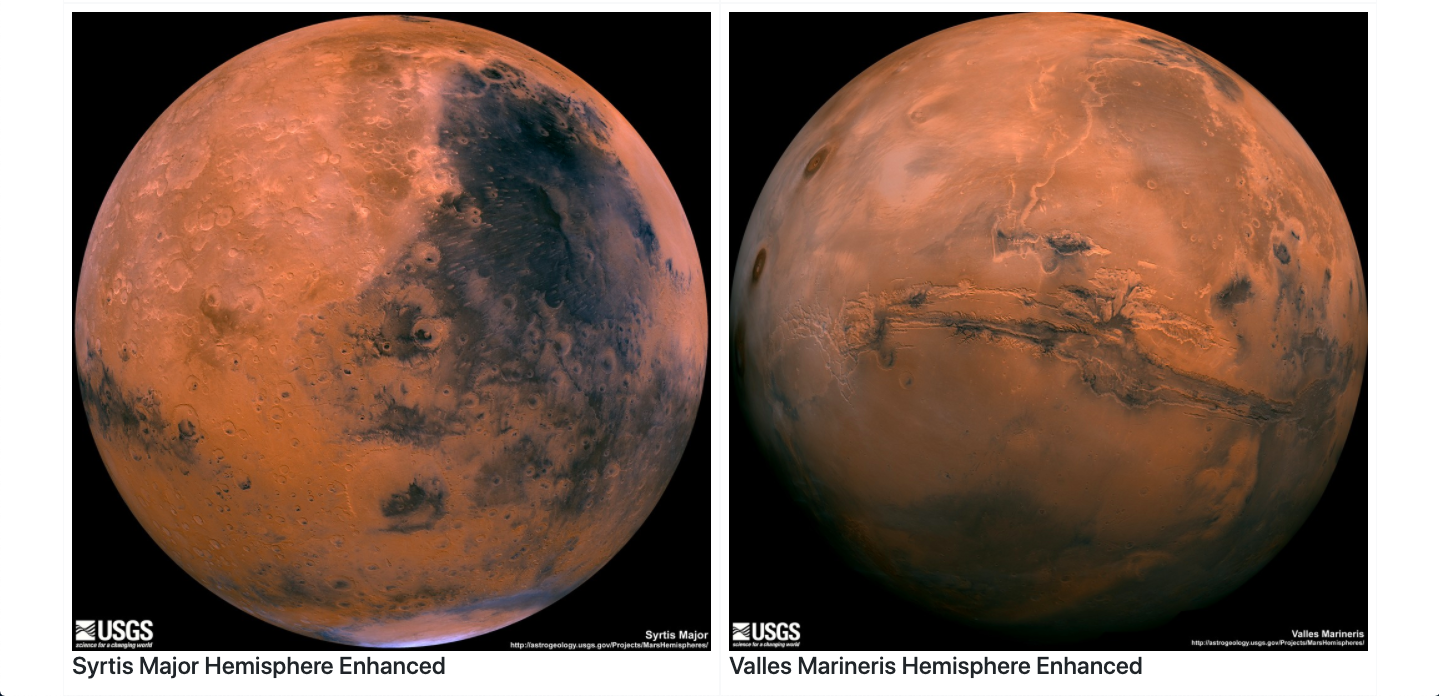 USGS
science for a changing world
Syrtis Major
http://astrogeology.usgs.gov/Projects/MarsHemispheres/
Syrtis Major Hemisphere Enhanced
USGS
science for a changing world
Valles Marineris
http://astrogeology.usgs.gov/Projects/MarsHemispheres/
Valles Marineris Hemisphere Enhanced